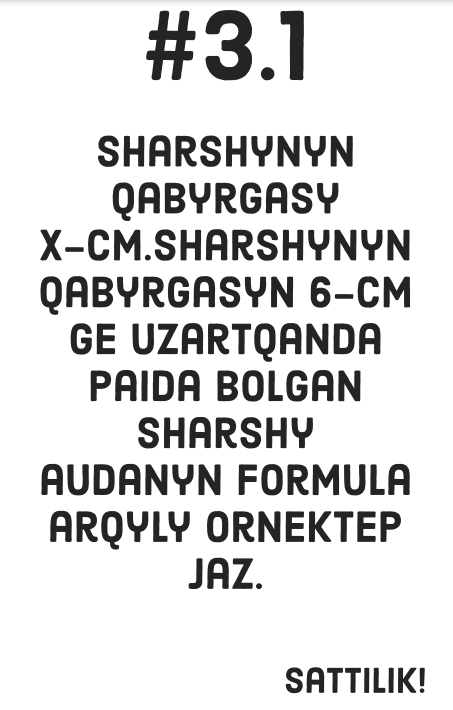 #3.1
SHARSHYNYN
QABYRGASY
X-CM.SHARSHYNYN
QABYRGASYN 6-CM
GE UZARTQANDA
PAIDA BOLGAN
SHARSHY
AUDANYN FORMULA
ARQYLY ORNEKTEP
JAZ.
SATTILIK!